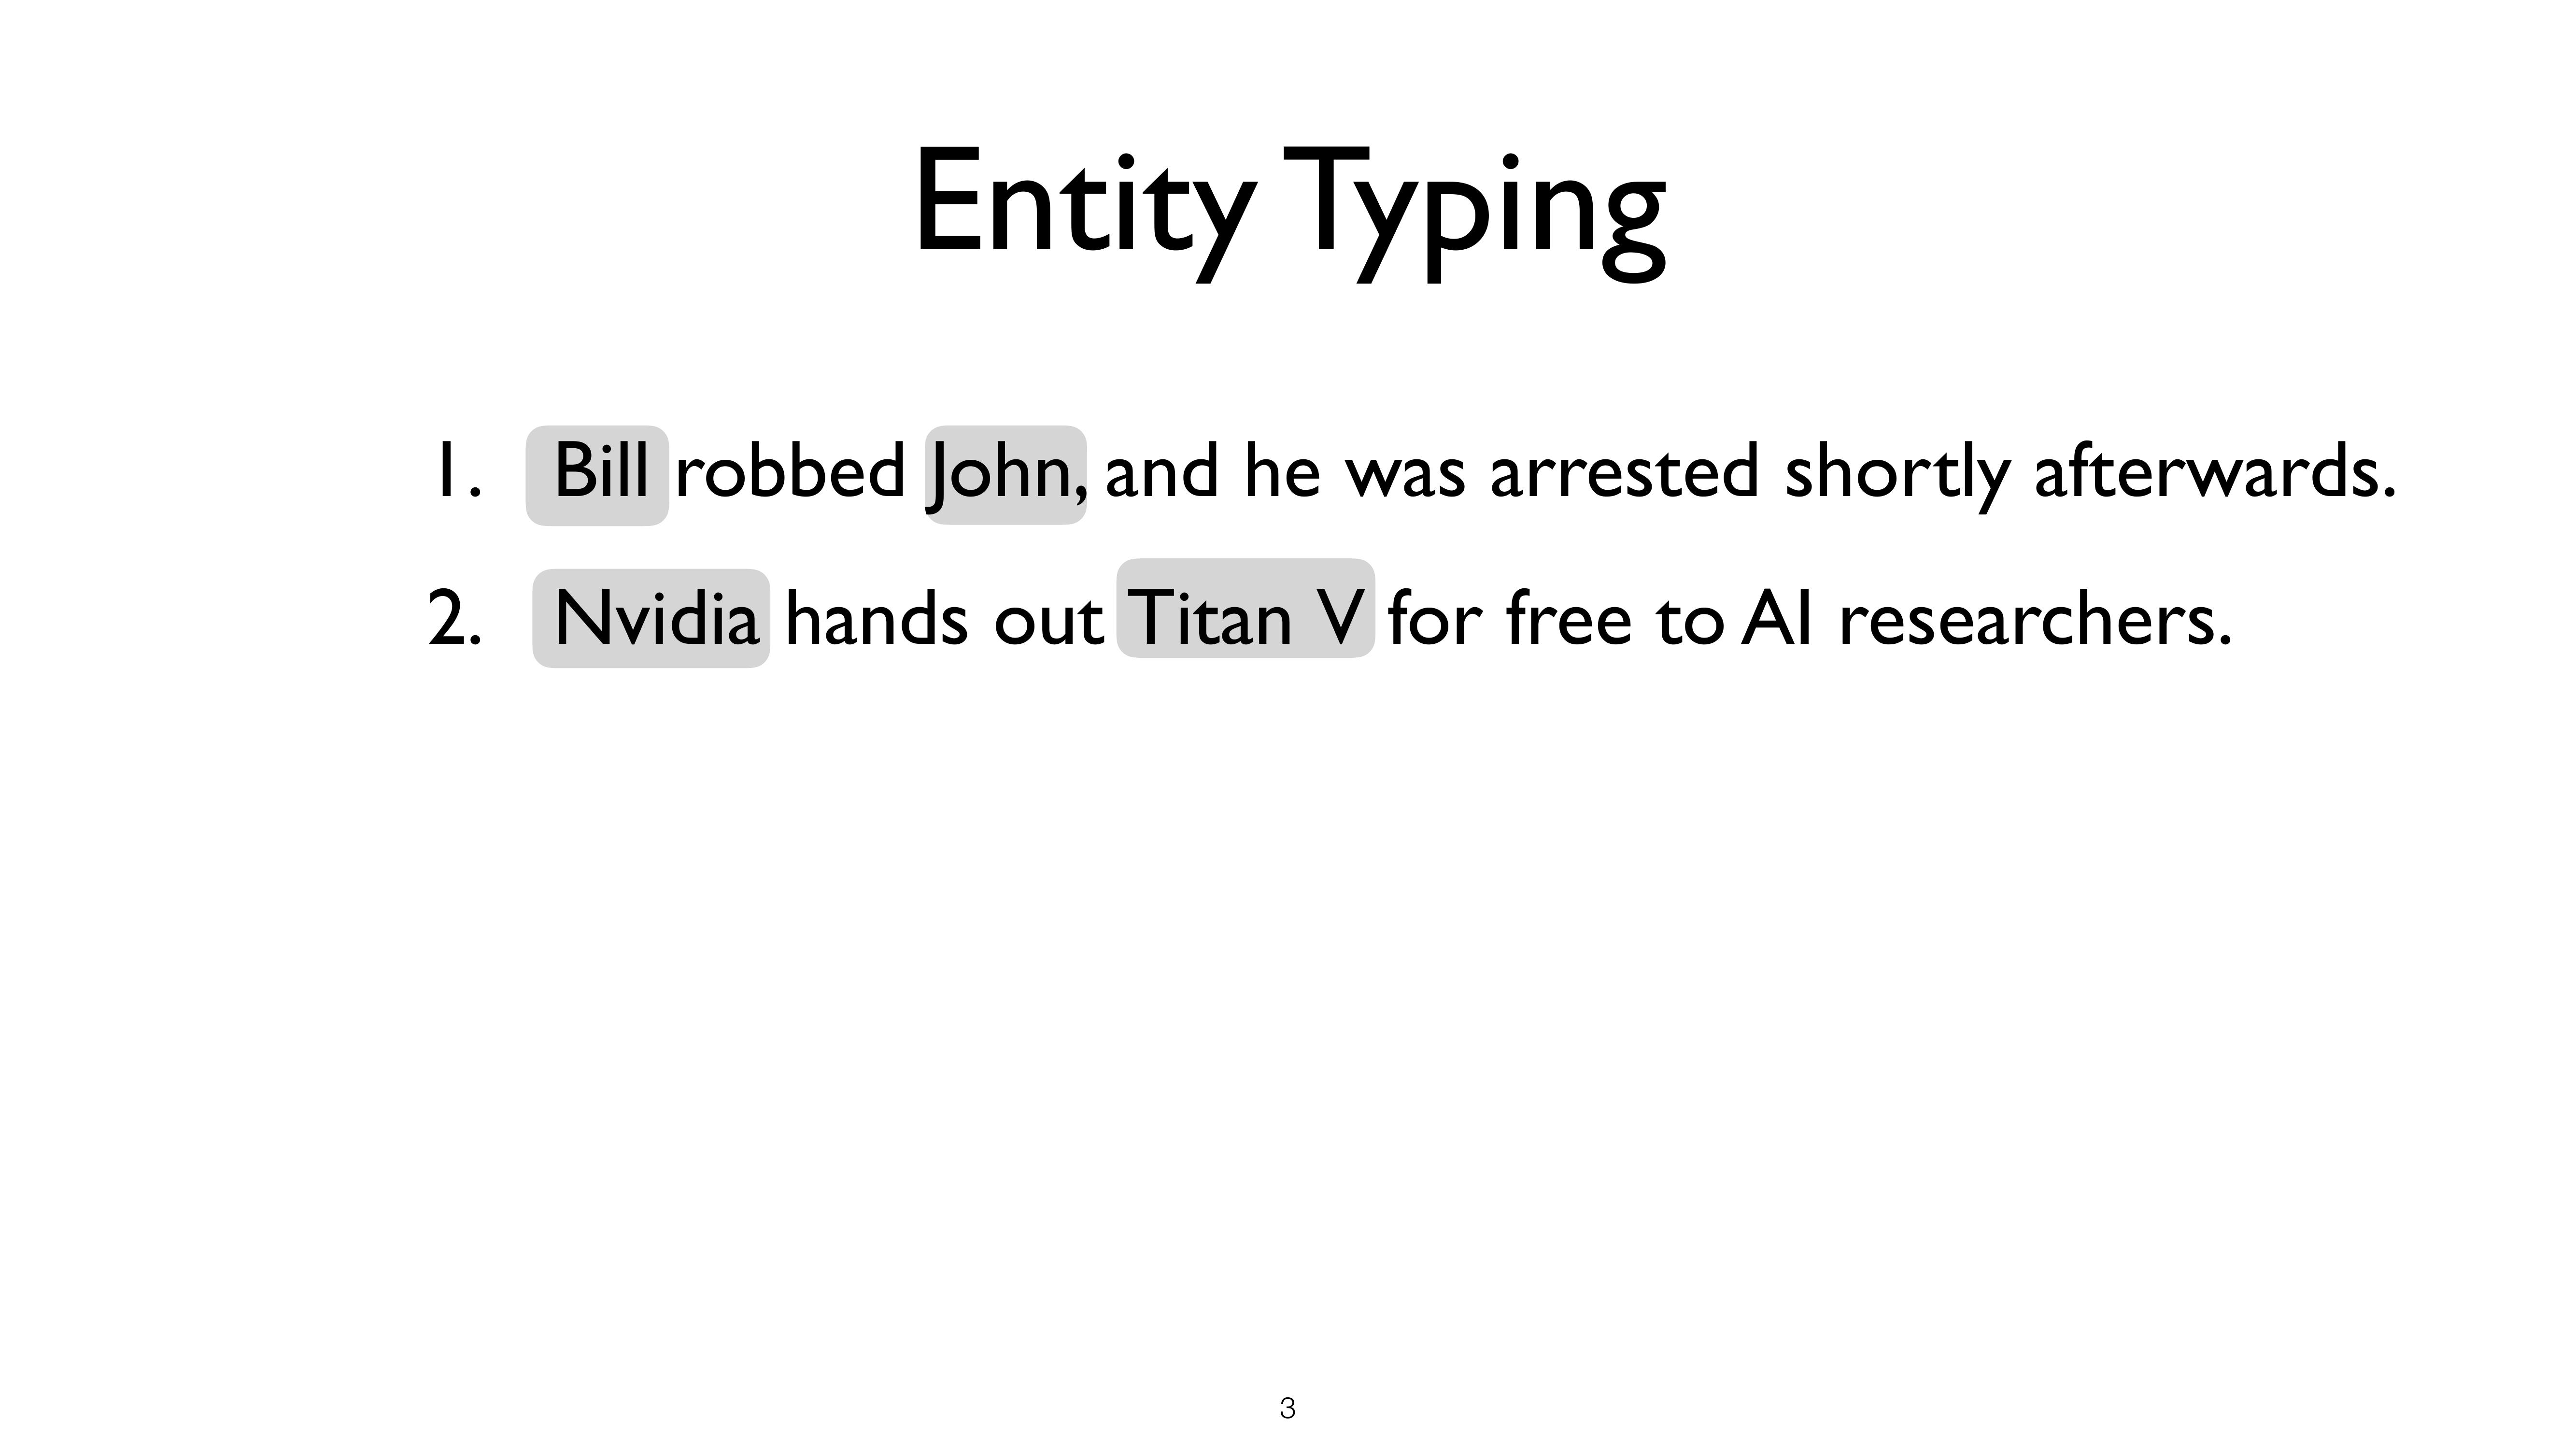 Entity Typing
1. Bill robbed John, and he was arrested shortly afterwards.
2. Nvidia hands out Titan V for free to AI researchers.
3